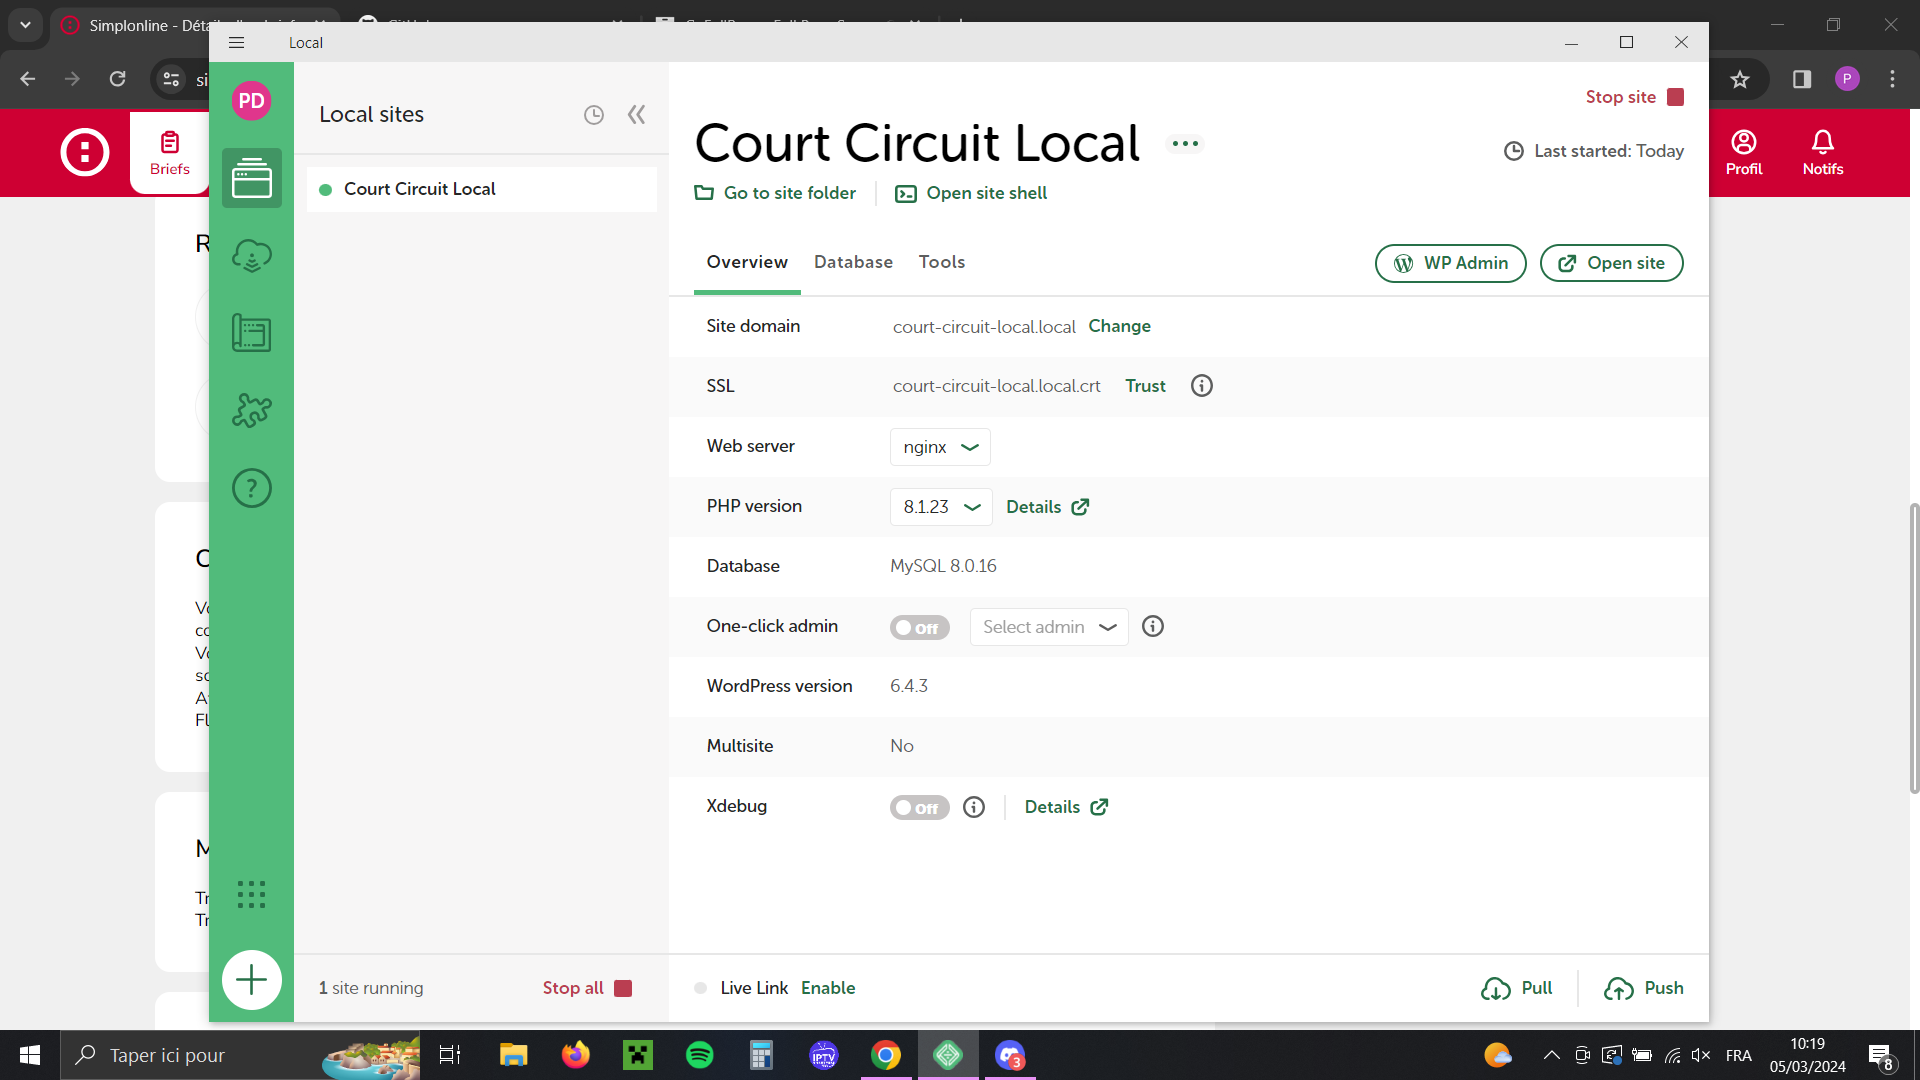 Simplonline - Déta
Local
si
PD
Local sites
Stop site
Court Circuit Local
Last started: Today
Briefs
Profil
Notifs
Court Circuit Local
Go to site folder
Open site shell
Overview
Database
Tools
WP Admin
Open site
Site domain
court-circuit-local.local
Change
SSL
court-circuit-local.local.crt
Trust
Web server
nginx
PHP version
8.1.23
Details
Database
MySQL 8.0.16
One-click admin
Off
Select admin
WordPress version
6.4.3
Multisite
No
Xdebug
Off
Details
1 site running
Stop all
Live Link
Enable
Pull
Push
Taper ici pour
IPTV
3
FRA
10:19
05/03/2024
8
P